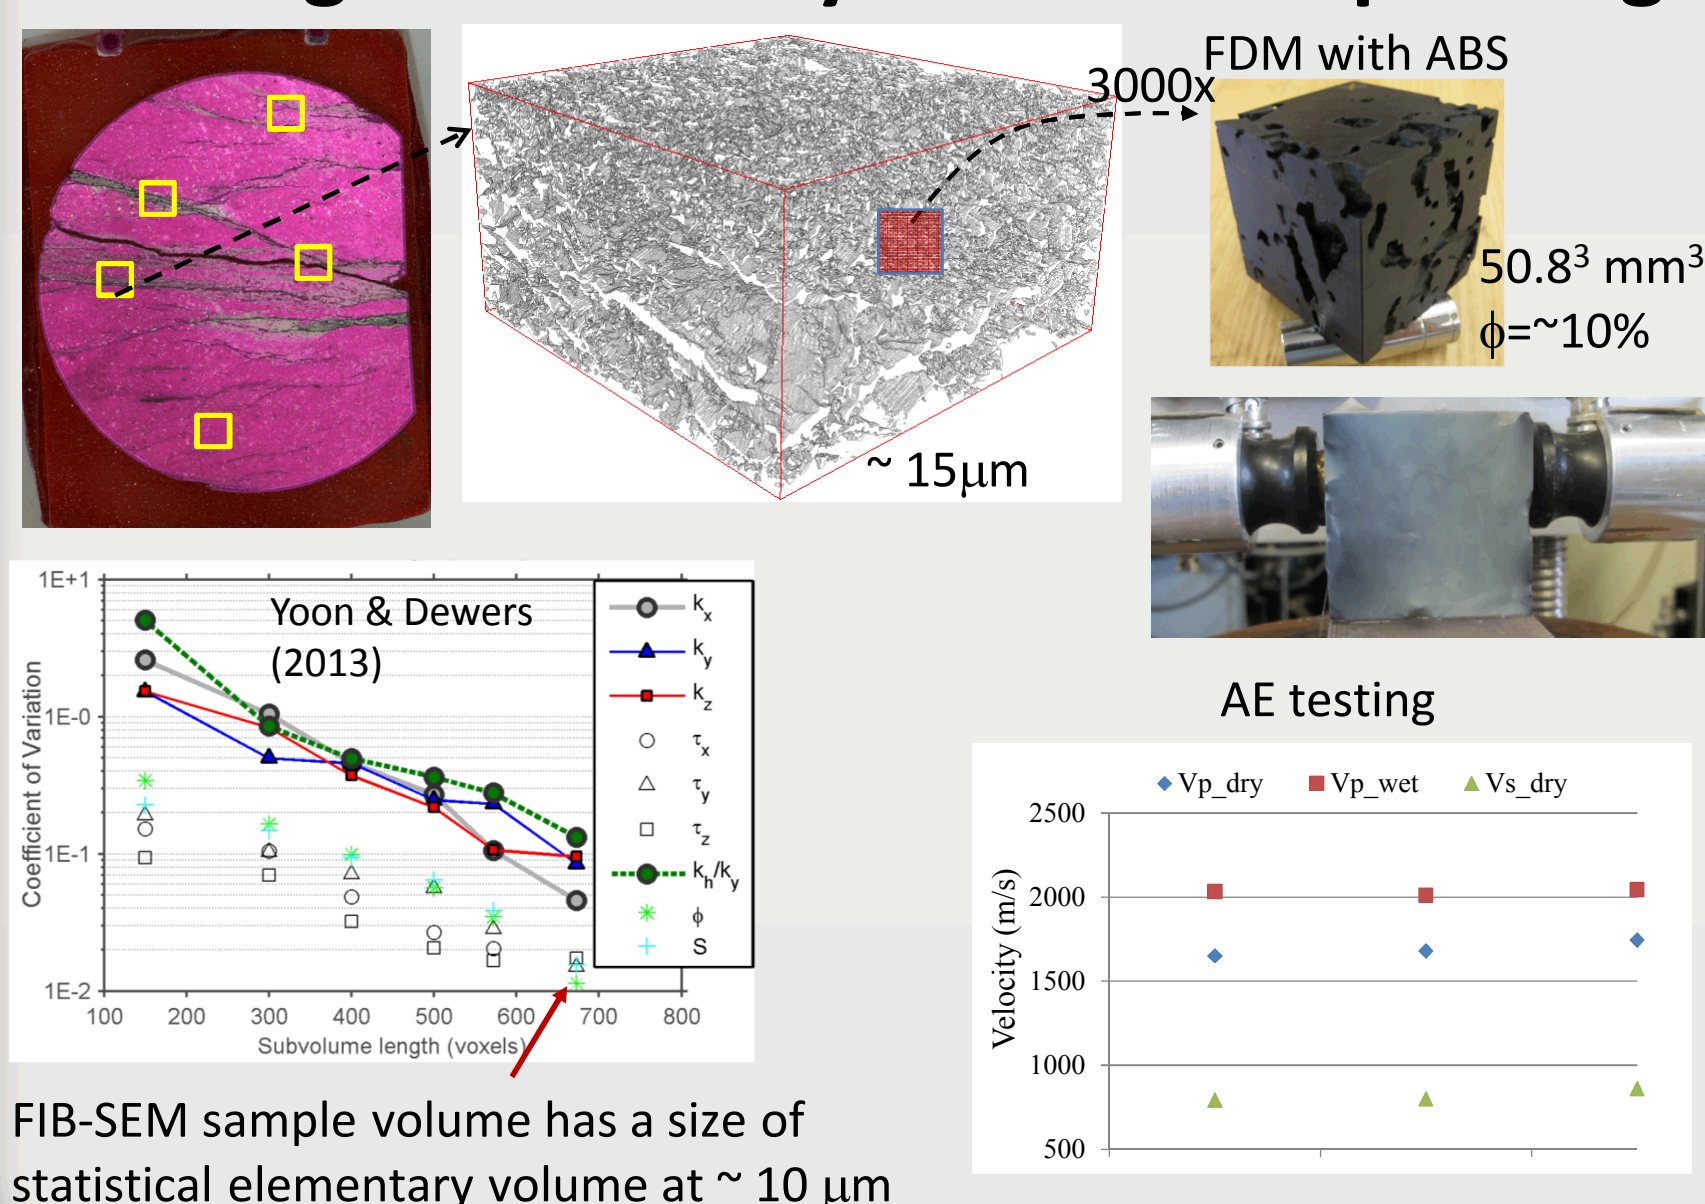 FDM with ABS
3000x
50.8³ mm³
ϕ=~10%
~ 15μm
Yoon & Dewers
(2013)
1E+1
1E-0
1E-1
1E-2
Coefficient of Variation
100 200 300 400 500 600 700 800
Subvolume length (voxels)
kx
ky
kz
τx
τy
τz
kh/ky
ϕ
S
FIB-SEM sample volume has a size of
statistical elementary volume at ~ 10 μm
AE testing
Vp_dry Vp_wet Vs_dry
2500
2000
1500
1000
500
Velocity (m/s)